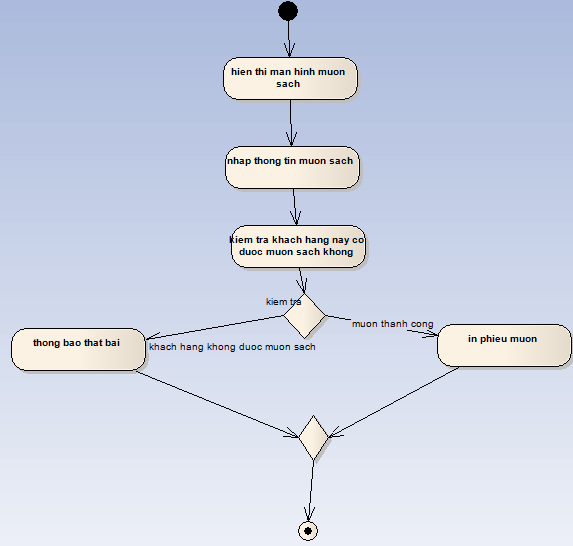 hien thi man hinh muon
sach
nhap thong tin muon sach
kiem tra khach hang nay co
duoc muon sach khong
kiem tra
muon thanh cong
thong bao that bai
khach hang khong duoc muon sach
in phieu muon